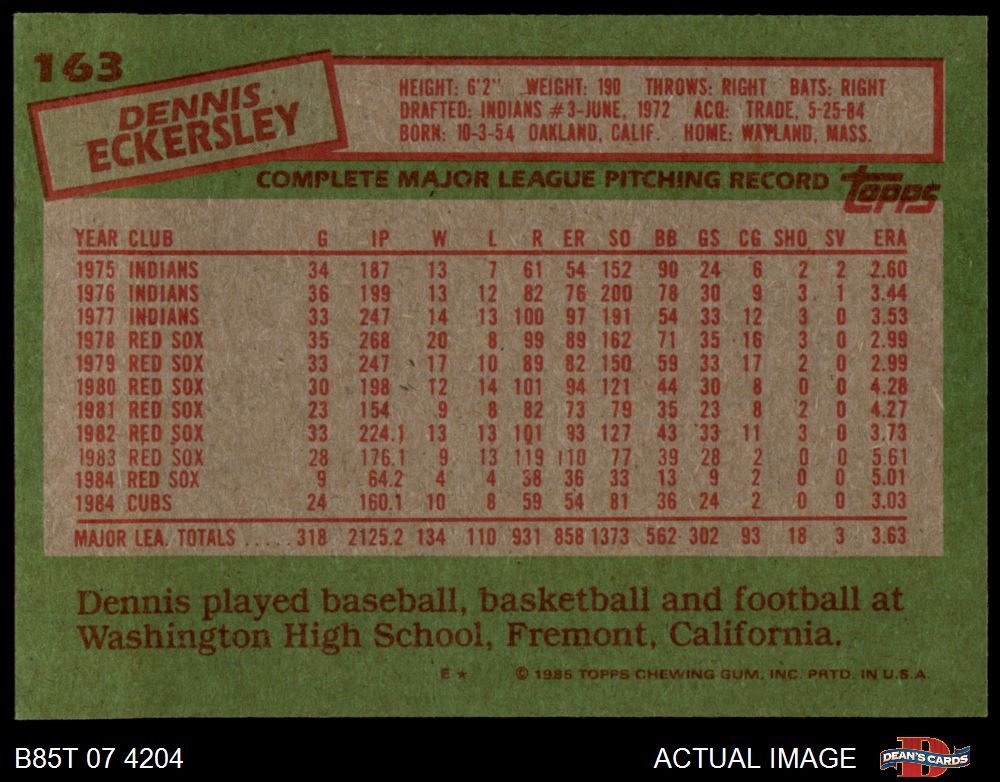 163
DENNIS
ECKERSLEY
HEIGHT: 6'2" WEIGHT: 190 THROWS: RIGHT BATS: RIGHT
DRAFTED: INDIANS #3-JUNE, 1972 ACQ: TRADE, 5-25-84
BORN: 10-3-54 OAKLAND, CALIF. HOME: WAYLAND, MASS.
COMPLETE MAJOR LEAGUE PITCHING RECORD topps
YEAR CLUB G IP W L R ER SO BB GS CG SHO SV ERA
1975 INDIANS 34 187 13 7 61 54 152 90 24 6 2 2 2.60
1976 INDIANS 36 199 13 12 82 76 200 78 30 9 3 1 3.44
1977 INDIANS 33 247 14 13 100 97 191 54 33 12 3 0 3.53
1978 RED SOX 35 268 20 8 99 89 162 71 35 16 3 0 2.99
1979 RED SOX 33 247 17 10 89 82 150 59 33 17 2 0 2.99
1980 RED SOX 30 198 12 14 101 94 121 44 30 8 0 0 4.28
1981 RED SOX 23 154 9 8 82 73 79 35 23 8 2 0 4.27
1982 RED SOX 33 224.1 13 13 101 93 127 43 33 11 3 0 3.73
1983 RED SOX 28 176.1 9 13 119 110 77 39 28 2 0 0 5.61
1984 RED SOX 9 64.2 4 4 38 36 33 13 9 2 0 0 5.01
1984 CUBS 24 160.1 10 8 59 54 81 36 24 2 0 0 3.03
MAJOR LEA. TOTALS ..... 318 2125.2 134 110 931 858 1373 562 302 93 18 3 3.63
Dennis played baseball, basketball and football at
Washington High School, Fremont, California.
E * © 1985 TOPPS CHEWING GUM, INC. PRTD. IN U.S.A.
B85T 07 4204 ACTUAL IMAGE DEAN'S CARDS